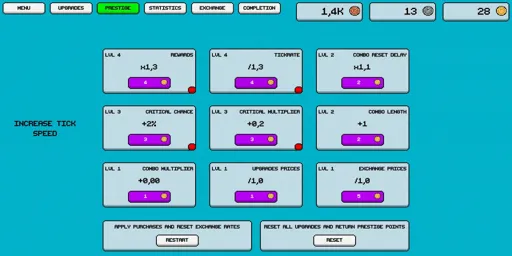 MENU UPGRADES PRESTIGE STATISTICS EXCHANGE COMPLETION 1,4K 13 28
LVL 4 REWARDS LVL 4 TICKRATE LVL 2 COMBO RESET DELAY
x1,3 /1,3 x1,1
4 4 2
LVL 3 CRITICAL CHANCE LVL 3 CRITICAL MULTIPLIER LVL 2 COMBO LENGTH
INCREASE TICK SPEED
+2% +0,2 +1
3 3 2
LVL 1 COMBO MULTIPLIER LVL 1 UPGRADES PRICES LVL 1 EXCHANGE PRICES
+0,00 /1,0 /1,0
1 1 5
APPLY PURCHASES AND RESET EXCHANGE RATES RESET ALL UPGRADES AND RETURN PRESTIGE POINTS
RESTART RESET